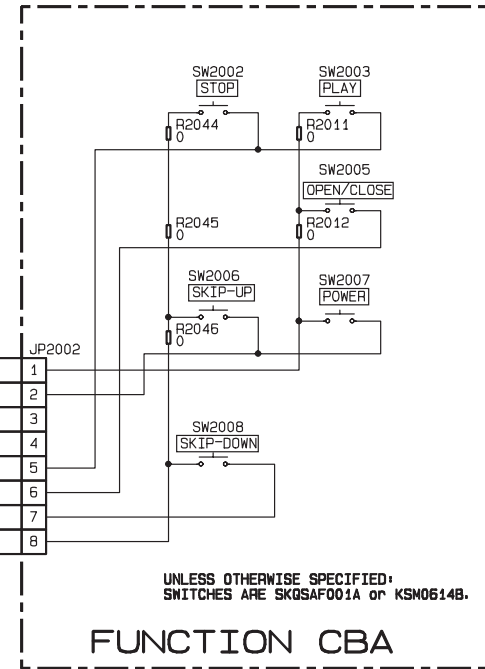 SW2002
STOP
SW2003
PLAY
R2044
0
R2011
0
SW2005
OPEN/CLOSE
R2045
0
R2012
0
SW2006
SKIP-UP
SW2007
POWER
R2046
0
JP2002
1
2
3
4
5
6
7
8
SW2008
SKIP-DOWN
UNLESS OTHERWISE SPECIFIED:
SWITCHES ARE SKQSAF001A or KSM0614B.
FUNCTION CBA